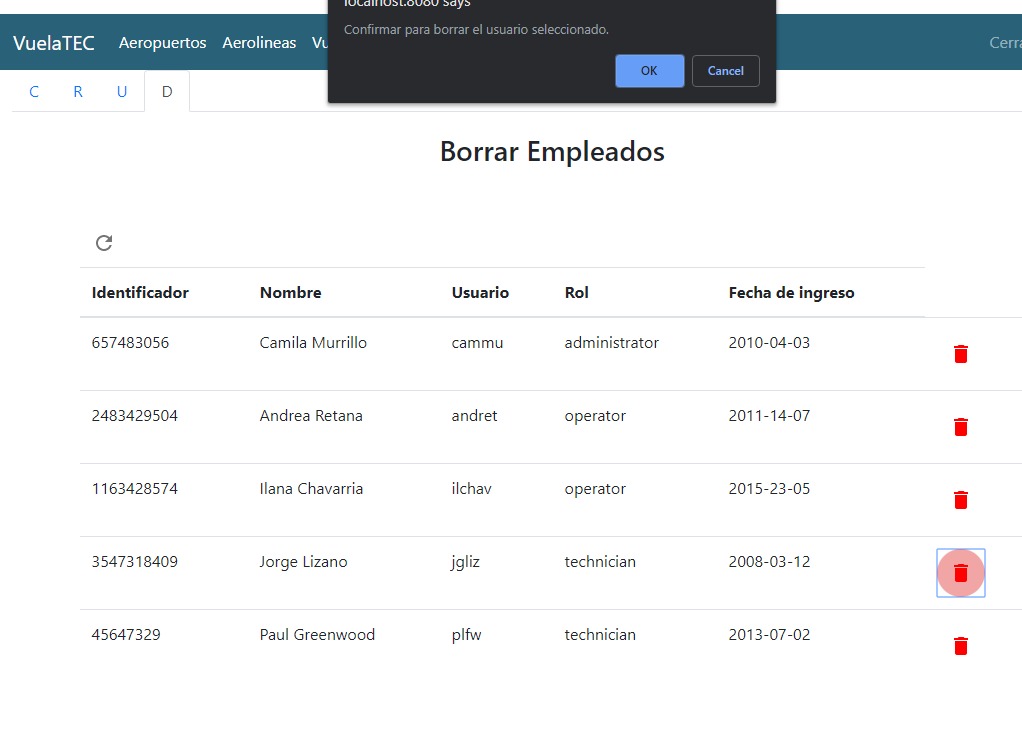 localhost:8080 says
Confirmar para borrar el usuario seleccionado.
OK Cancel
VuelaTEC Aeropuertos Aerolineas
C R U D
Borrar Empleados
Identificador Nombre Usuario Rol Fecha de ingreso
657483056 Camila Murrillo cammu administrator 2010-04-03
2483429504 Andrea Retana andret operator 2011-14-07
1163428574 Ilana Chavarria ilchav operator 2015-23-05
3547318409 Jorge Lizano jgliz technician 2008-03-12
45647329 Paul Greenwood plfw technician 2013-07-02